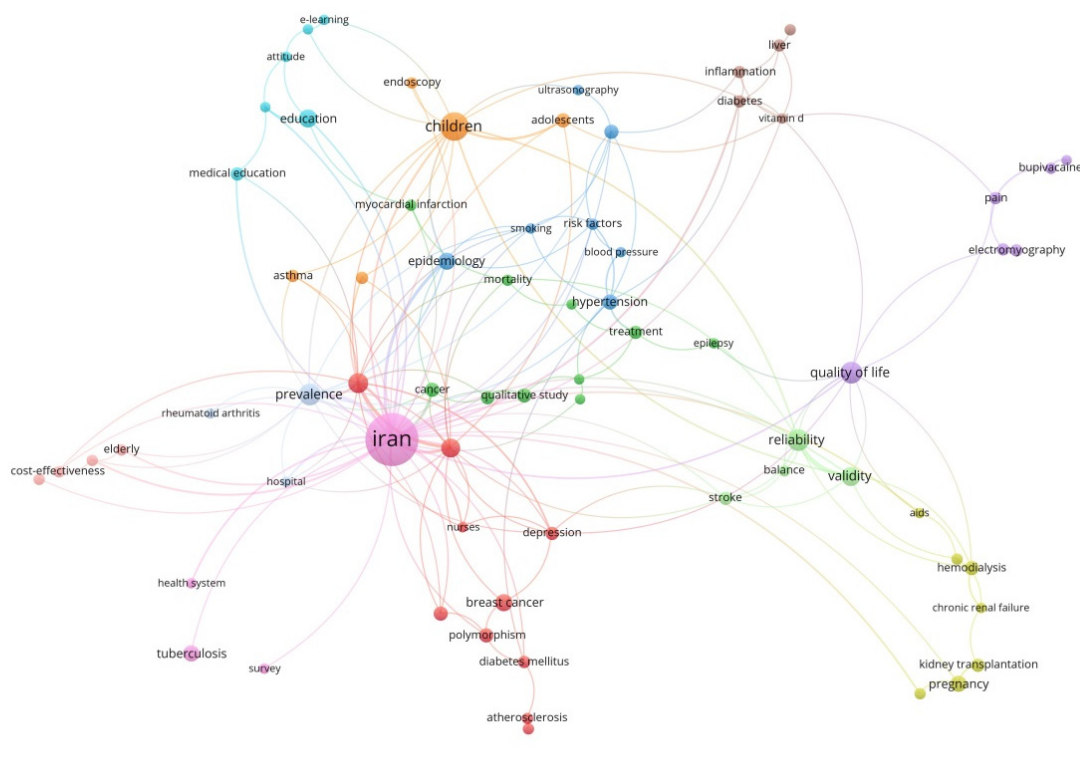 e-learning
liver
attitude
inflammation
endoscopy
ultrasonography
diabetes
education
children
adolescents
vitamin d
bupivacaine
medical education
pain
myocardial infarction
smoking
risk factors
electromyography
blood pressure
epidemiology
asthma
mortality
hypertension
treatment
epilepsy
quality of life
prevalence
cancer
qualitative study
rheumatoid arthritis
iran
reliability
elderly
cost-effectiveness
balance
validity
hospital
stroke
aids
nurses
depression
hemodialysis
health system
breast cancer
chronic renal failure
polymorphism
tuberculosis
diabetes mellitus
survey
kidney transplantation
pregnancy
atherosclerosis